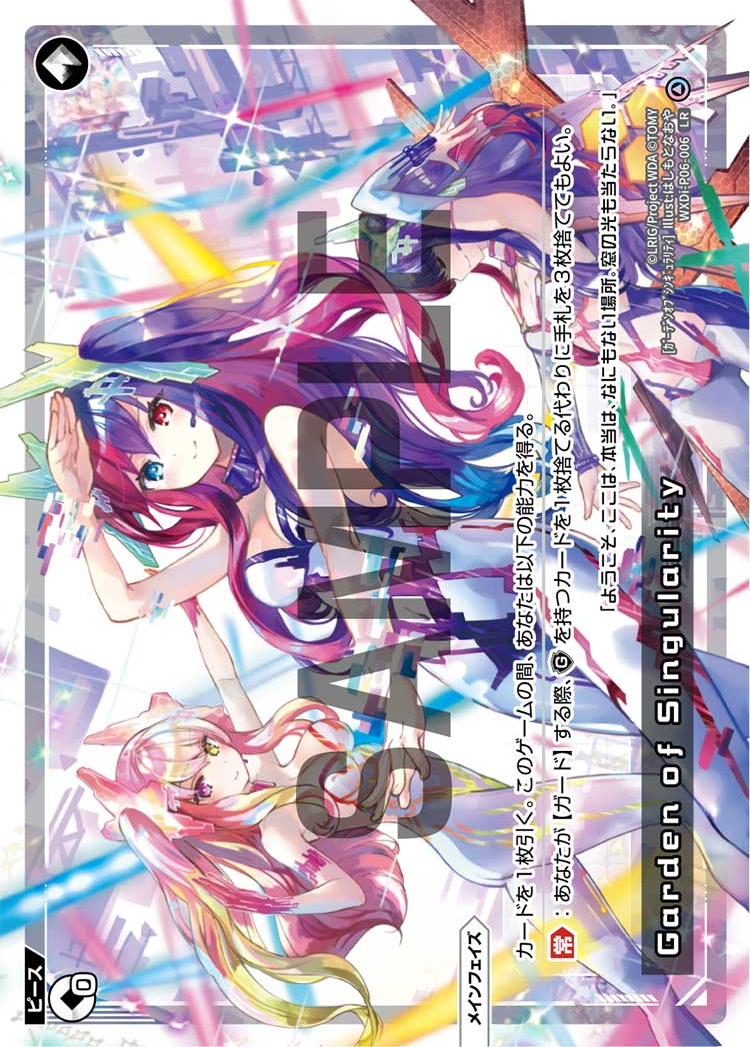 ピース
0
SAMPLE
メインフェイズ
カードを1枚引く。このゲームの間、あなたは以下の能力を得る。
常：あなたが【ガード】する際、Gを持つカードを1枚捨てる代わりに手札を3枚捨ててもよい。
「ようこそ、ここは、本当は、なにもない場所。窓の光も当たらない。」
Garden of Singularity
©LRIG/Project WDA ©TOMY
[ガーデンオブシンギュラリティ] Illust:はしもとなおや
WXDi-P06-006 LR